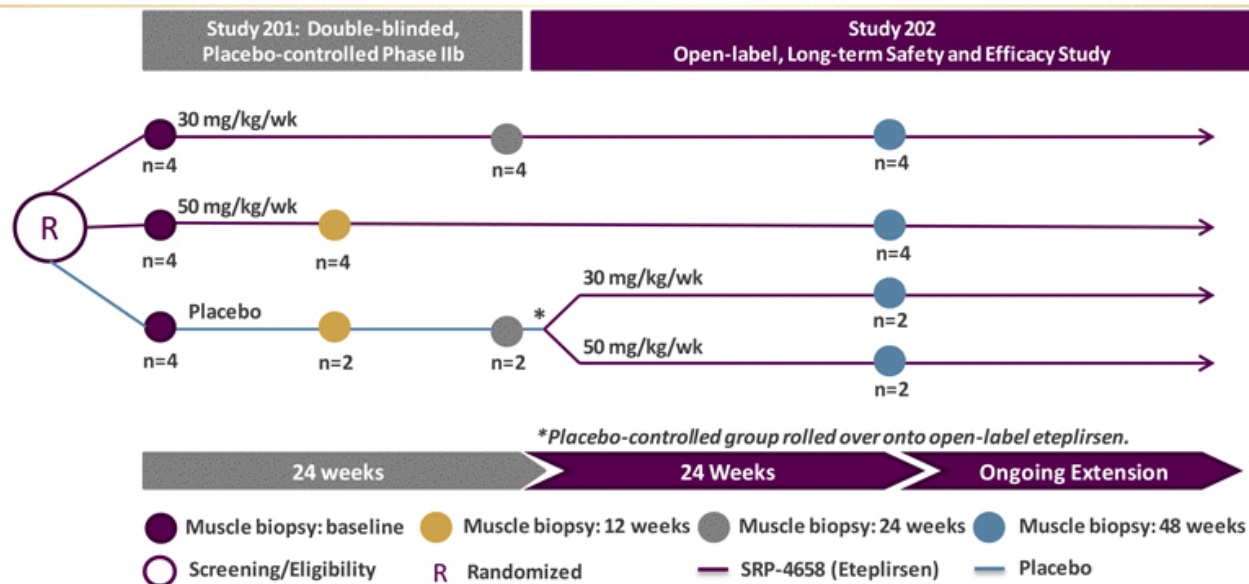 Study 201: Double-blinded,
Placebo-controlled Phase IIb
Study 202
Open-label, Long-term Safety and Efficacy Study
30 mg/kg/wk
n=4
n=4
n=4
R
50 mg/kg/wk
n=4
n=4
n=4
Placebo
n=4
n=2
n=2
*
30 mg/kg/wk
n=2
50 mg/kg/wk
n=2
*Placebo-controlled group rolled over onto open-label eteplirsen.
24 weeks
24 Weeks
Ongoing Extension
Muscle biopsy: baseline
Muscle biopsy: 12 weeks
Muscle biopsy: 24 weeks
Muscle biopsy: 48 weeks
Screening/Eligibility
R Randomized
SRP-4658 (Eteplirsen)
Placebo